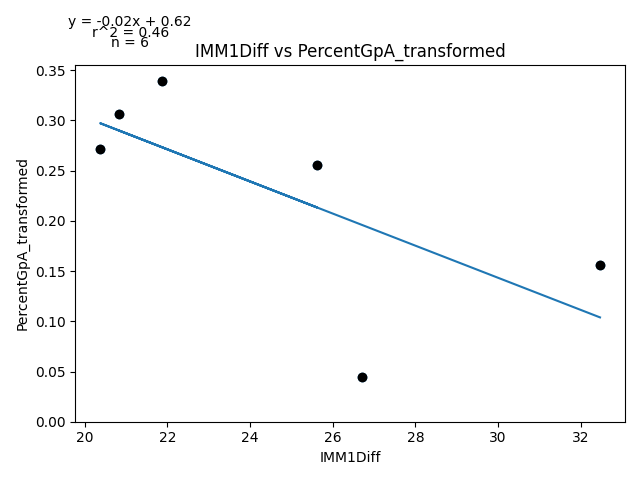 y = -0.02x + 0.62
r^2 = 0.46
n = 6
IMM1Diff vs PercentGpA_transformed
PercentGpA_transformed
0.35
0.30
0.25
0.20
0.15
0.10
0.05
0.00
20
22
24
26
28
30
32
IMM1Diff